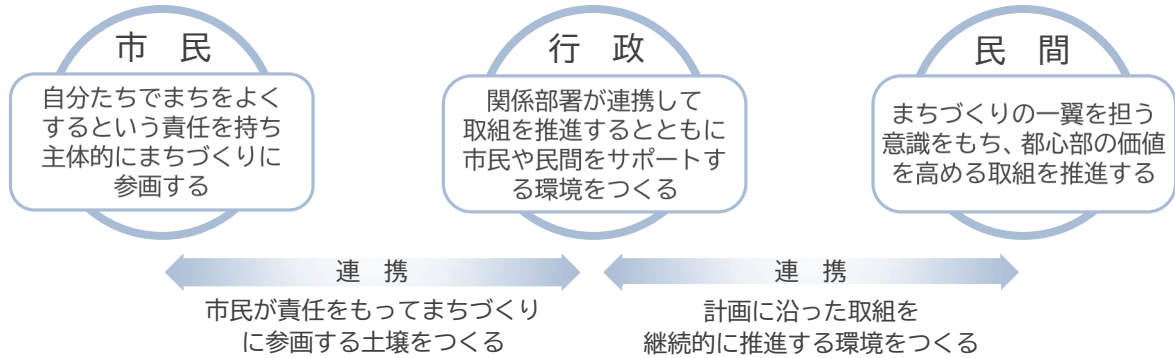 市　民
自分たちでまちをよく
するという責任を持ち
主体的にまちづくりに
参画する
行　政
関係部署が連携して
取組を推進するとともに
市民や民間をサポートす
る環境をつくる
民　間
まちづくりの一翼を担う
意識をもち、都心部の価値
を高める取組を推進する
連　携
市民が責任をもってまちづくり
に参画する土壌をつくる
連　携
計画に沿った取組を
継続的に推進する環境をつくる